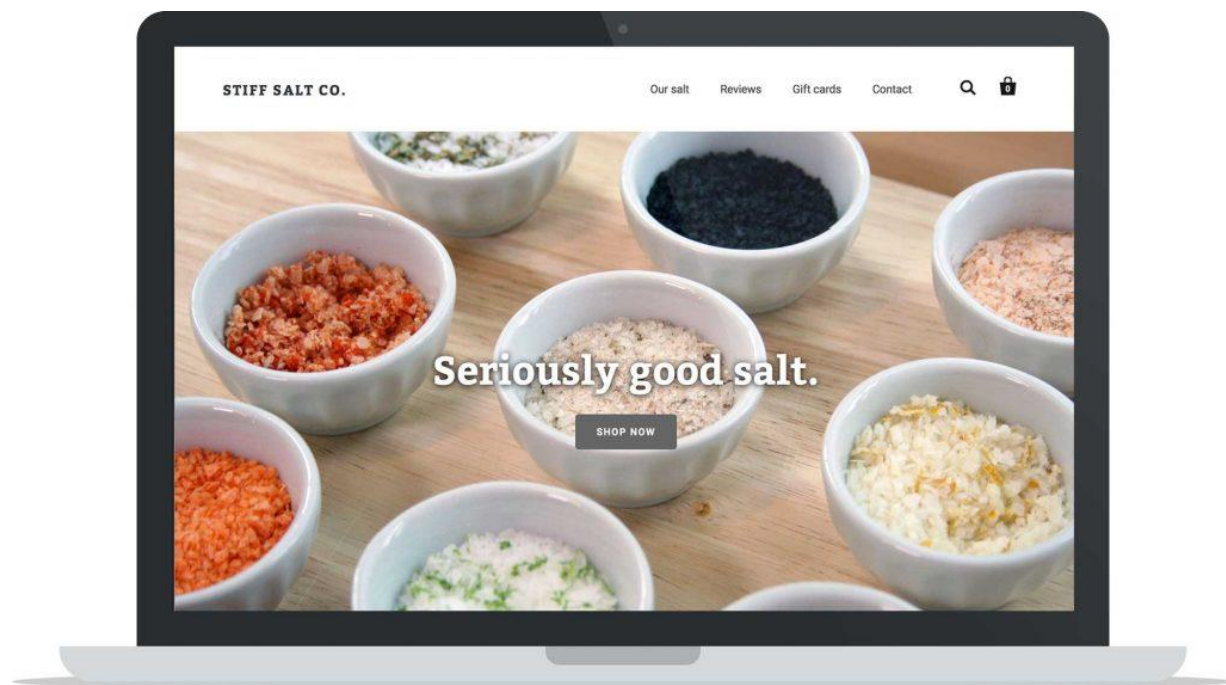 STIFF SALT CO.
Our salt Reviews Gift cards Contact
0
Seriously good salt.
SHOP NOW